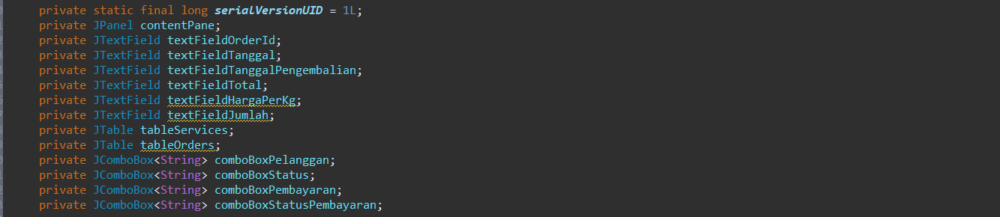 private static final long serialVersionUID = 1L;
private JPanel contentPane;
private JTextField textFieldOrderId;
private JTextField textFieldTanggal;
private JTextField textFieldTanggalPengembalian;
private JTextField textFieldTotal;
private JTextField textFieldHargaPerKg;
private JTextField textFieldJumlah;
private JTable tableServices;
private JTable tableOrders;
private JComboBox<String> comboBoxPelanggan;
private JComboBox<String> comboBoxStatus;
private JComboBox<String> comboBoxPembayaran;
private JComboBox<String> comboBoxStatusPembayaran;